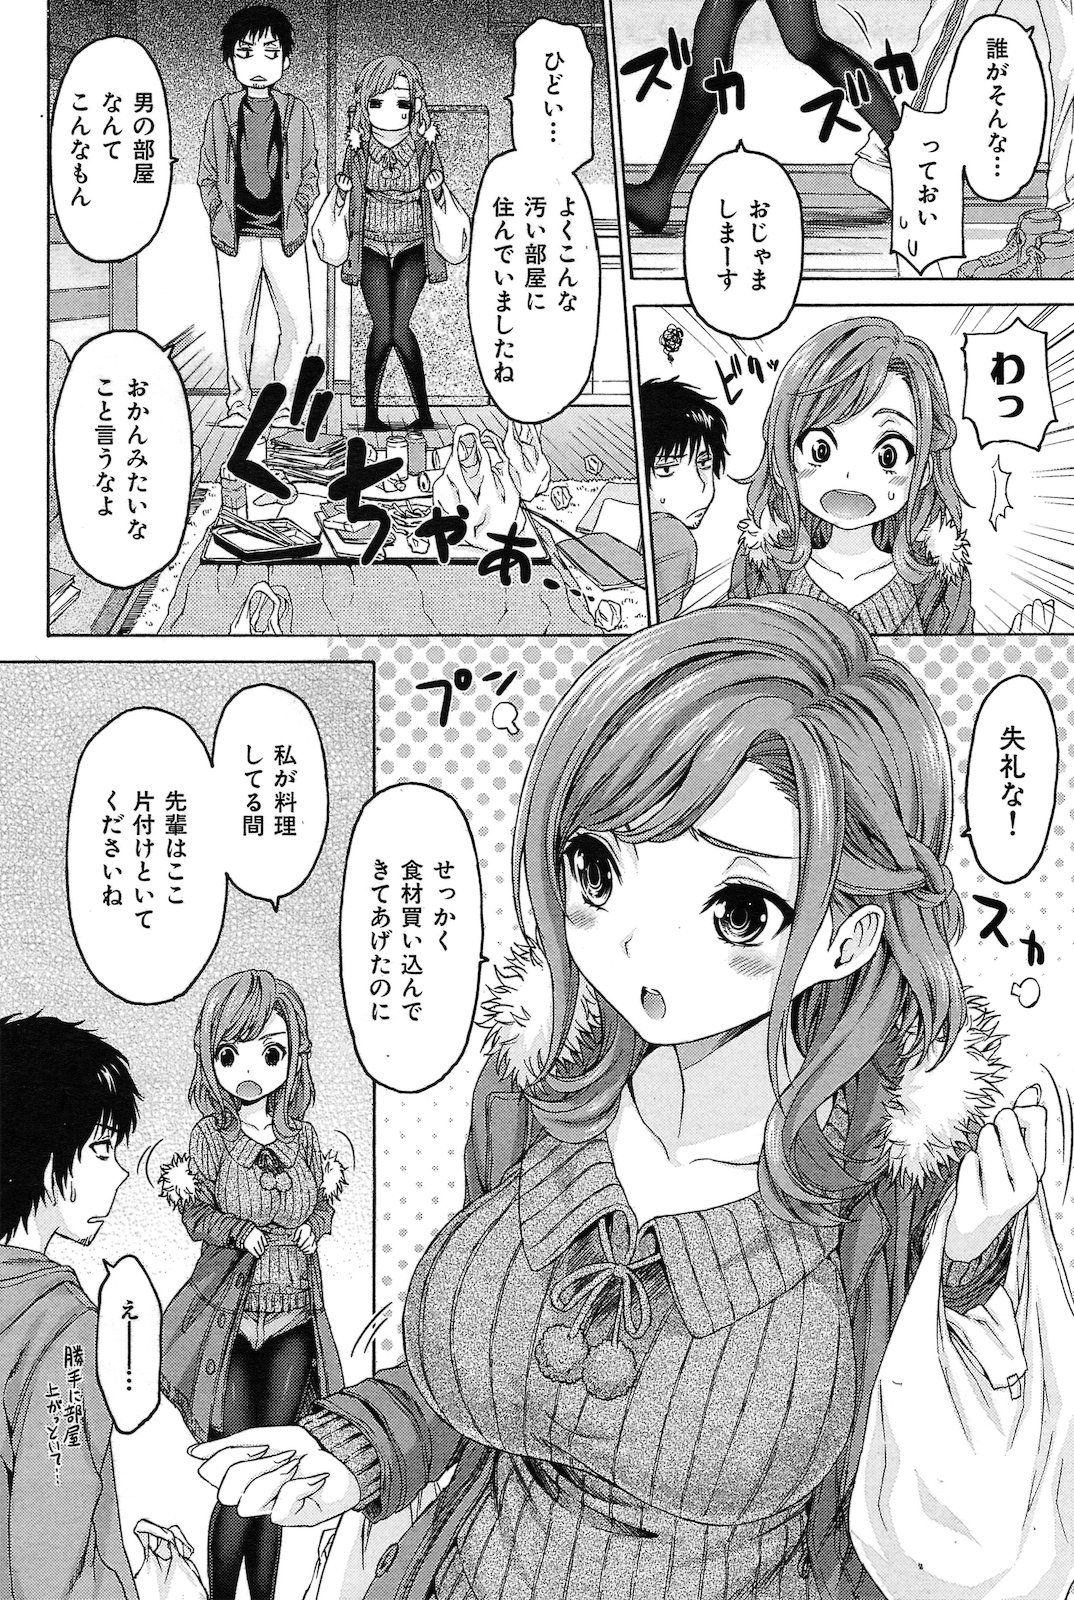 誰がそんな…
っておい
ズカ
ズカ
おじゃま
しまーす
わっ
ビクッ
ひどい…
よくこんな
汚い部屋に
住んでいましたね
男の部屋
なんて
こんなもん
おかんみたいな
こと言うなよ
ぐちゃあ…
失礼な！
スカ
プンッ
せっかく
食材買い込んで
きてあげたのに
私が料理
してる間
先輩はここ
片付けといて
くださいね
え――…
勝手に部屋
上がっといて…